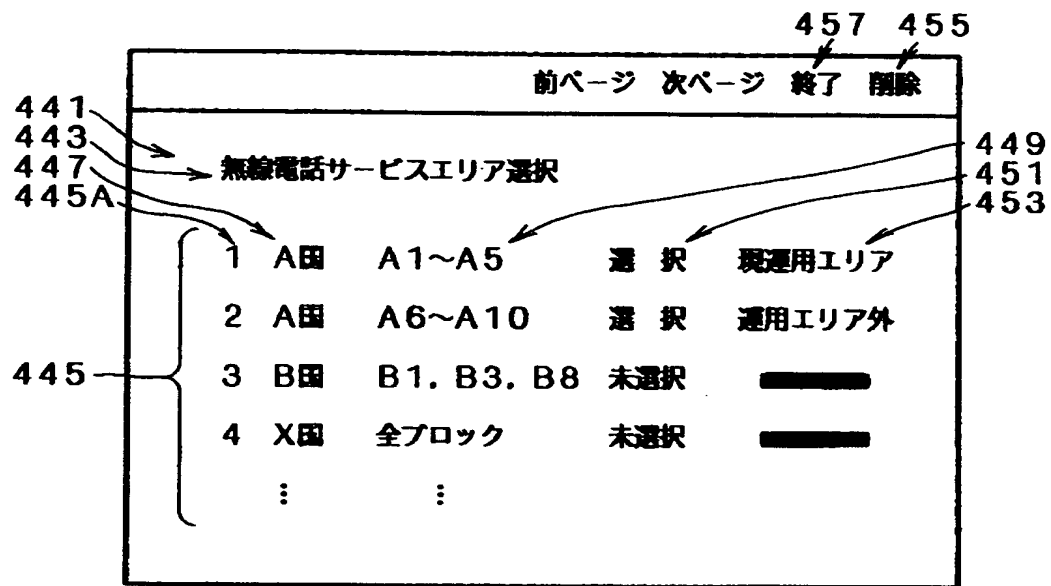 457 455
前ページ 次ページ 終了 削除
441
443
447
445A
無線電話サービスエリア選択
449
451
453
1 A国 A1〜A5 選 択 現運用エリア
2 A国 A6〜A10 選 択 運用エリア外
445
3 B国 B1. B3. B8 未選択
4 X国 全ブロック 未選択
⋮ ⋮